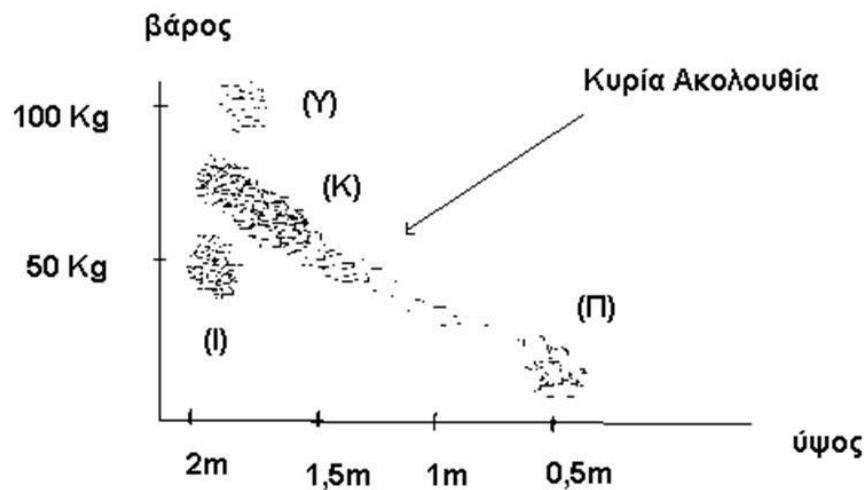 βάρος
Κυρία Ακολουθία
100 Kg
(Υ)
(Κ)
50 Kg
(Π)
(Ι)
ύψος
2m
1,5m
1m
0,5m